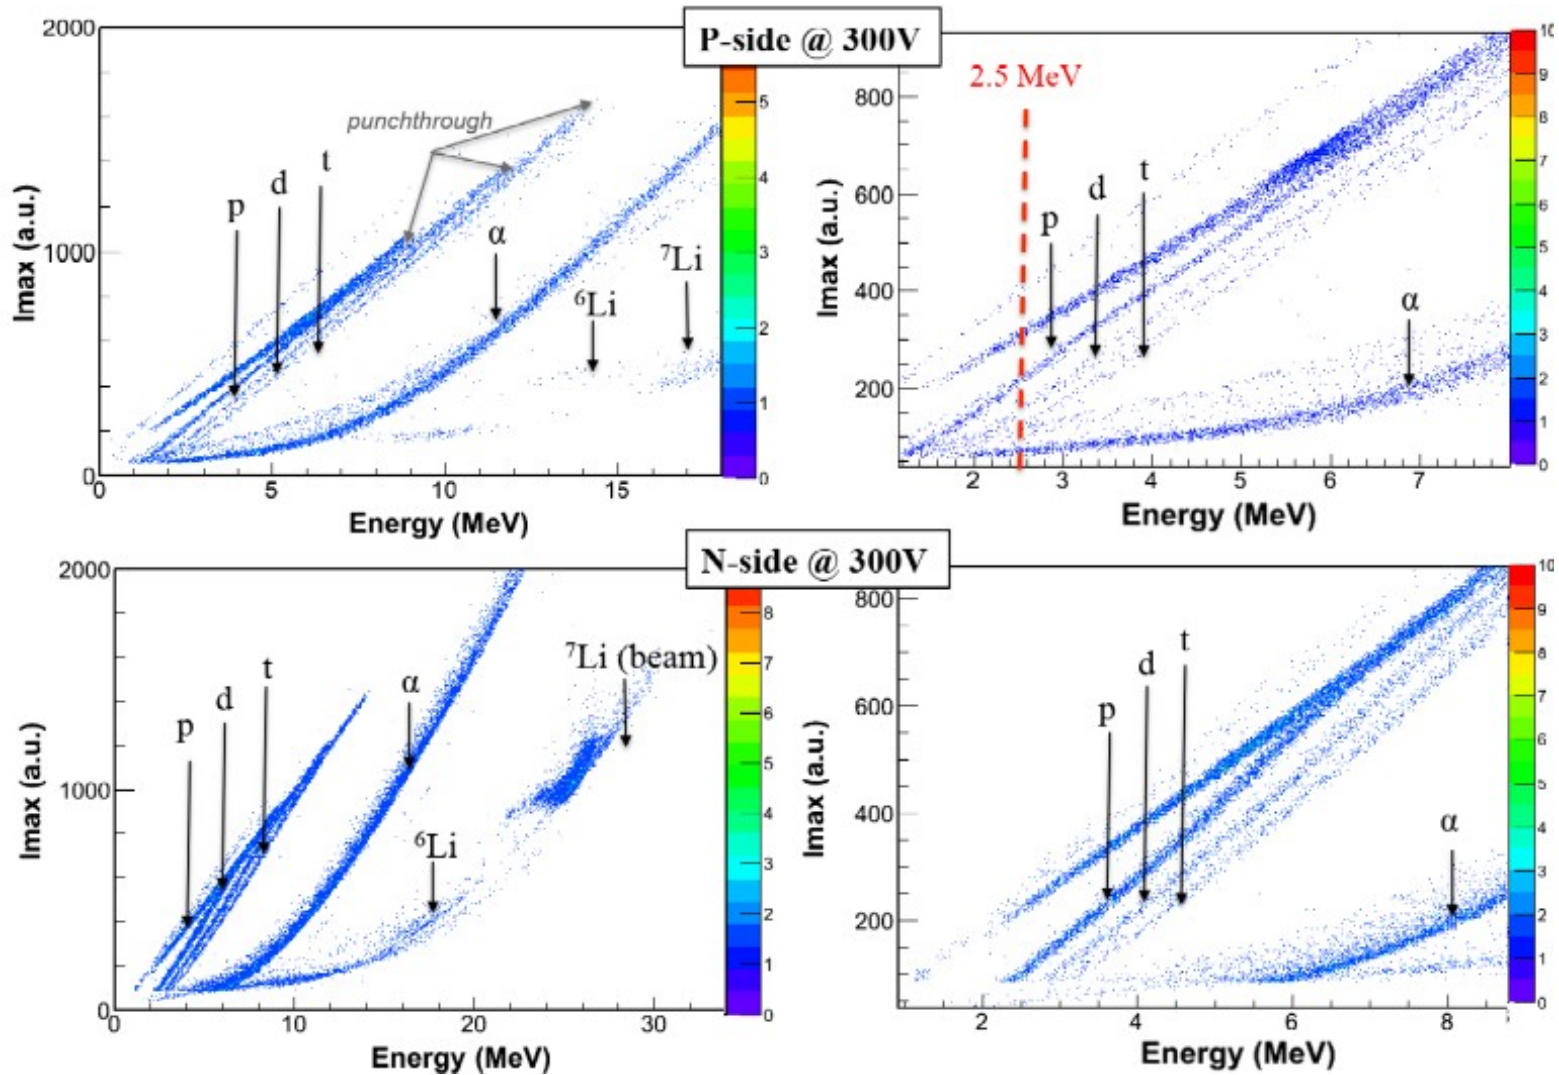 P-side @ 300V
2000
1000
0
Imax (a.u.)
punchthrough
p
d
t
α
⁶Li
⁷Li
0
5
10
15
Energy (MeV)
5
4
3
2
1
0
2.5 MeV
800
600
400
200
Imax (a.u.)
p
d
t
α
2
3
4
5
6
7
Energy (MeV)
10
9
8
7
6
5
4
3
2
1
0
N-side @ 300V
2000
1000
0
Imax (a.u.)
p
d
t
α
⁷Li (beam)
⁶Li
0
10
20
30
Energy (MeV)
8
7
6
5
4
3
2
1
0
800
600
400
200
Imax (a.u.)
p
d
t
α
2
4
6
8
Energy (MeV)
10
9
8
7
6
5
4
3
2
1
0